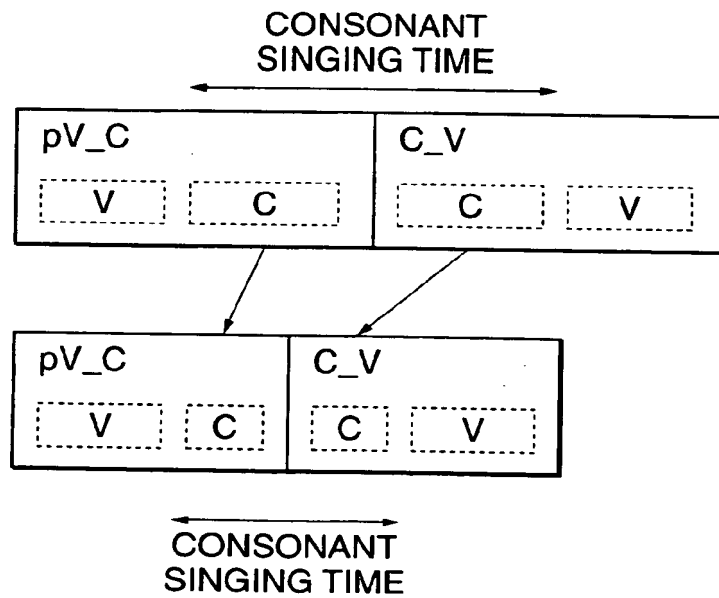 CONSONANT
SINGING TIME
pV_C C_V
V C C V
pV_C C_V
V C C V
CONSONANT
SINGING TIME